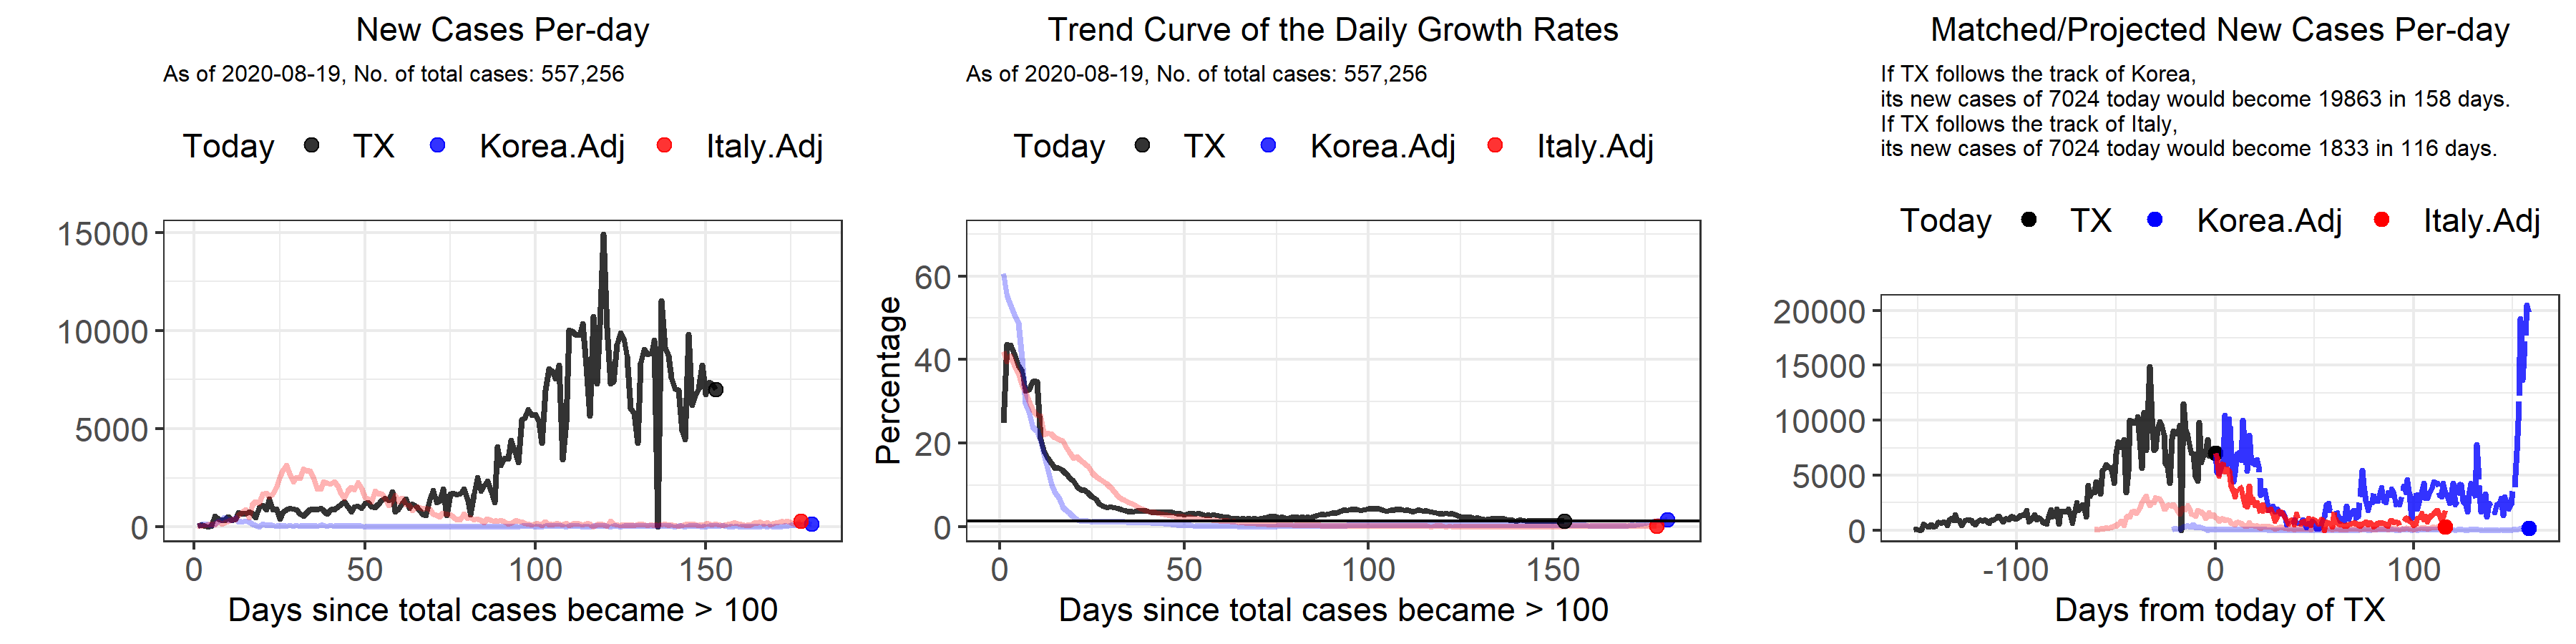 New Cases Per-day
As of 2020-08-19, No. of total cases: 557,256
Today TX Korea.Adj Italy.Adj
15000
10000
5000
0
0 50 100 150
Days since total cases became > 100
Trend Curve of the Daily Growth Rates
As of 2020-08-19, No. of total cases: 557,256
Today TX Korea.Adj Italy.Adj
Percentage
60
40
20
0
0 50 100 150
Days since total cases became > 100
Matched/Projected New Cases Per-day
If TX follows the track of Korea,
its new cases of 7024 today would become 19863 in 158 days.
If TX follows the track of Italy,
its new cases of 7024 today would become 1833 in 116 days.
Today TX Korea.Adj Italy.Adj
20000
15000
10000
5000
0
-100 0 100
Days from today of TX